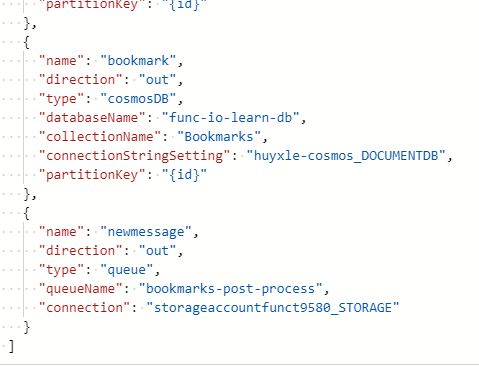 "partitionKey": "{id}"
},
{
"name": "bookmark",
"direction": "out",
"type": "cosmosDB",
"databaseName": "func-io-learn-db",
"collectionName": "Bookmarks",
"connectionStringSetting": "huyxle-cosmos_DOCUMENTDB",
"partitionKey": "{id}"
},
{
"name": "newmessage",
"direction": "out",
"type": "queue",
"queueName": "bookmarks-post-process",
"connection": "storageaccountfunct9580_STORAGE"
}
]